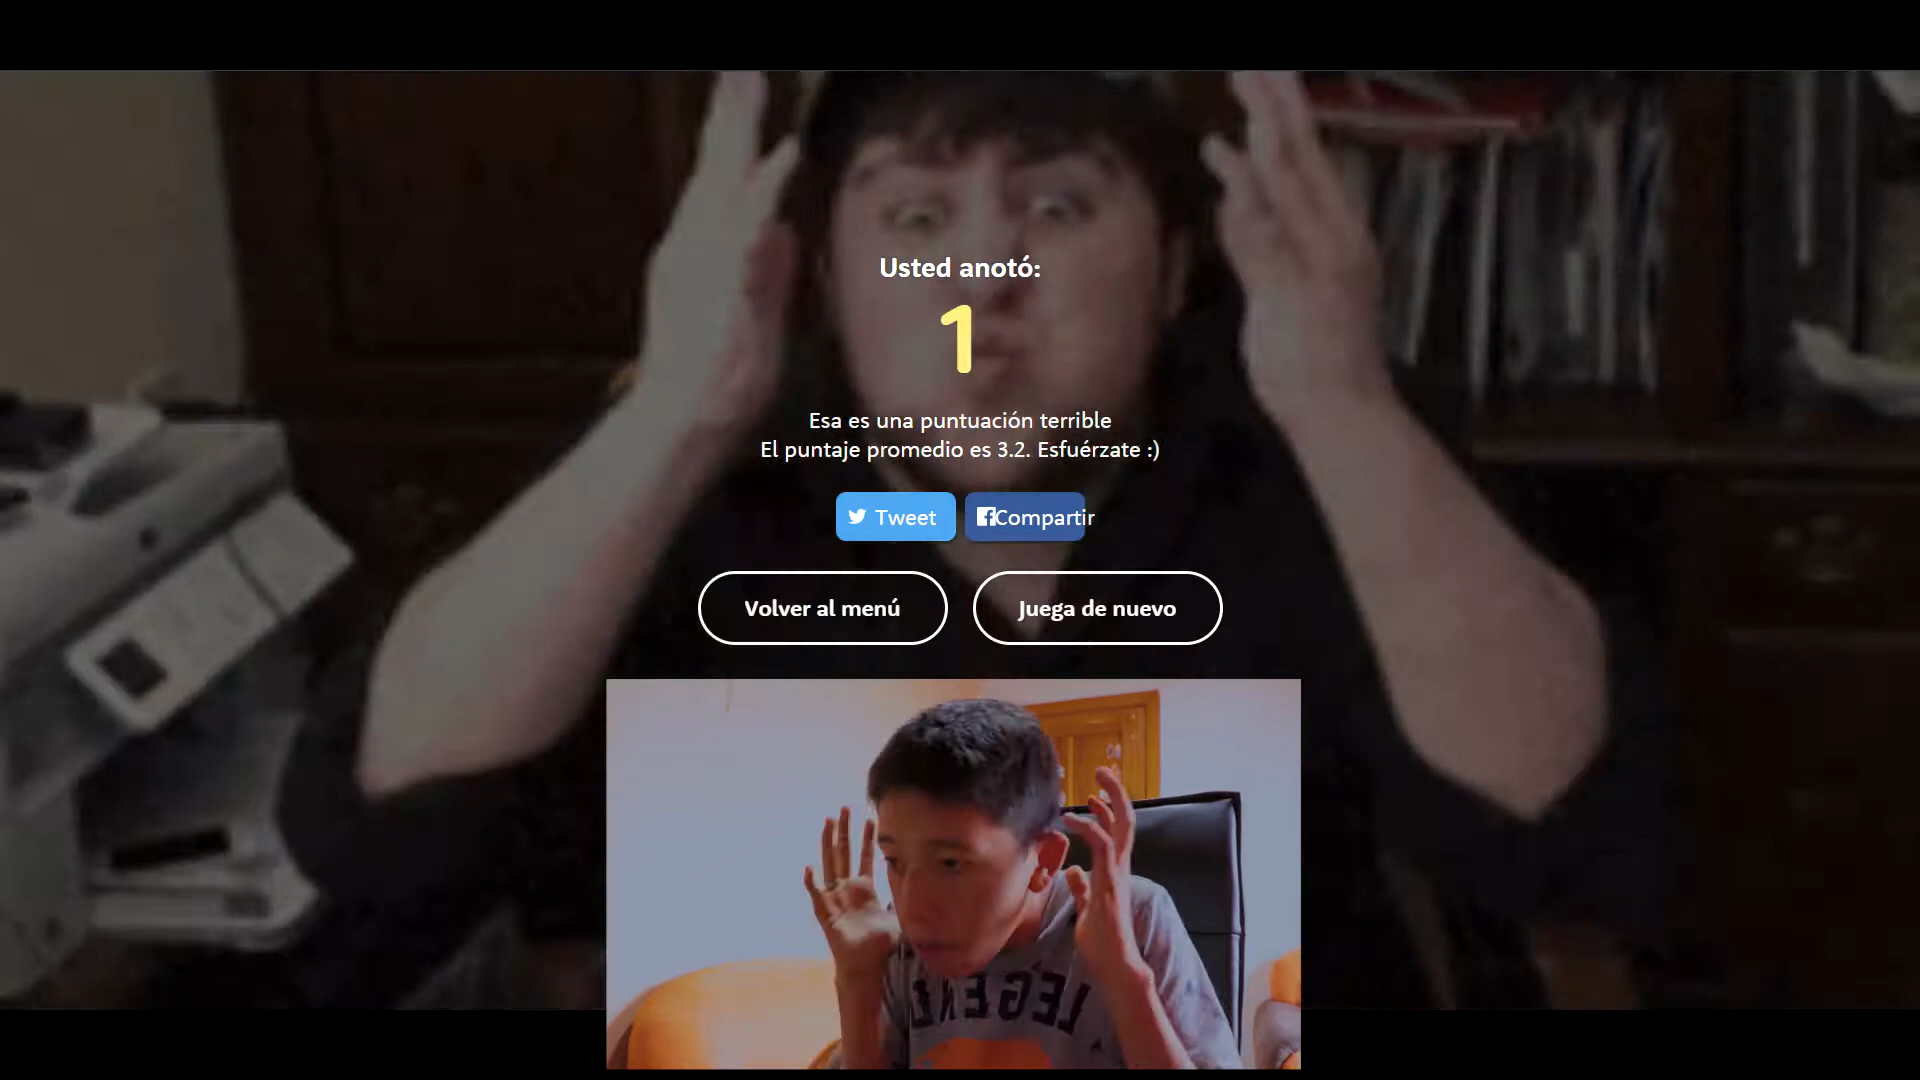 Usted anotó:
1
Esa es una puntuación terrible
El puntaje promedio es 3.2. Esfuérzate :)
Tweet
Compartir
Volver al menú
Juega de nuevo
LEGEND